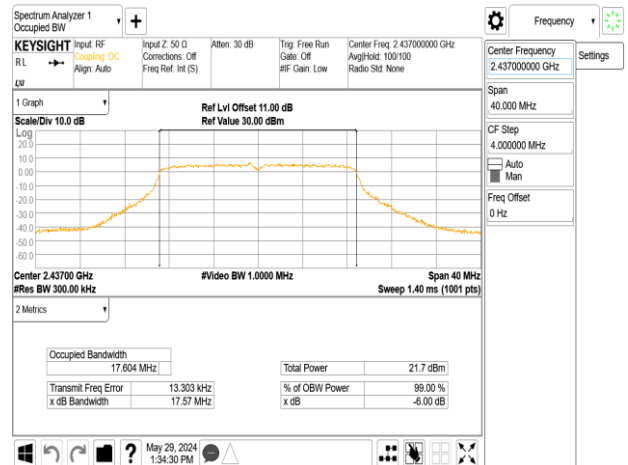 Spectrum Analyzer 1
Occupied BW
Frequency
KEYSIGHT
RL
Input: RF
Coupling: DC
Align: Auto
Input Z: 50 Ω
Corrections: Off
Freq Ref: Int (S)
Atten: 30 dB
Trig: Free Run
Gate: Off
#IF Gain: Low
Center Freq: 2.437000000 GHz
Avg|Hold: 100/100
Radio Std: None
Center Frequency
2.437000000 GHz
Settings
Span
40.000 MHz
CF Step
4.000000 MHz
Auto
Man
Freq Offset
0 Hz
1 Graph
Scale/Div 10.0 dB
Ref Lvl Offset 11.00 dB
Ref Value 30.00 dBm
Log
20.0
10.0
0.00
-10.0
-20.0
-30.0
-40.0
-50.0
-60.0
Center 2.43700 GHz
#Res BW 300.00 kHz
#Video BW 1.0000 MHz
Span 40 MHz
Sweep 1.40 ms (1001 pts)
2 Metrics
Occupied Bandwidth
17.604 MHz
Transmit Freq Error 13.303 kHz
x dB Bandwidth 17.57 MHz
Total Power 21.7 dBm
% of OBW Power 99.00 %
x dB -6.00 dB
?
May 29, 2024
1:34:30 PM